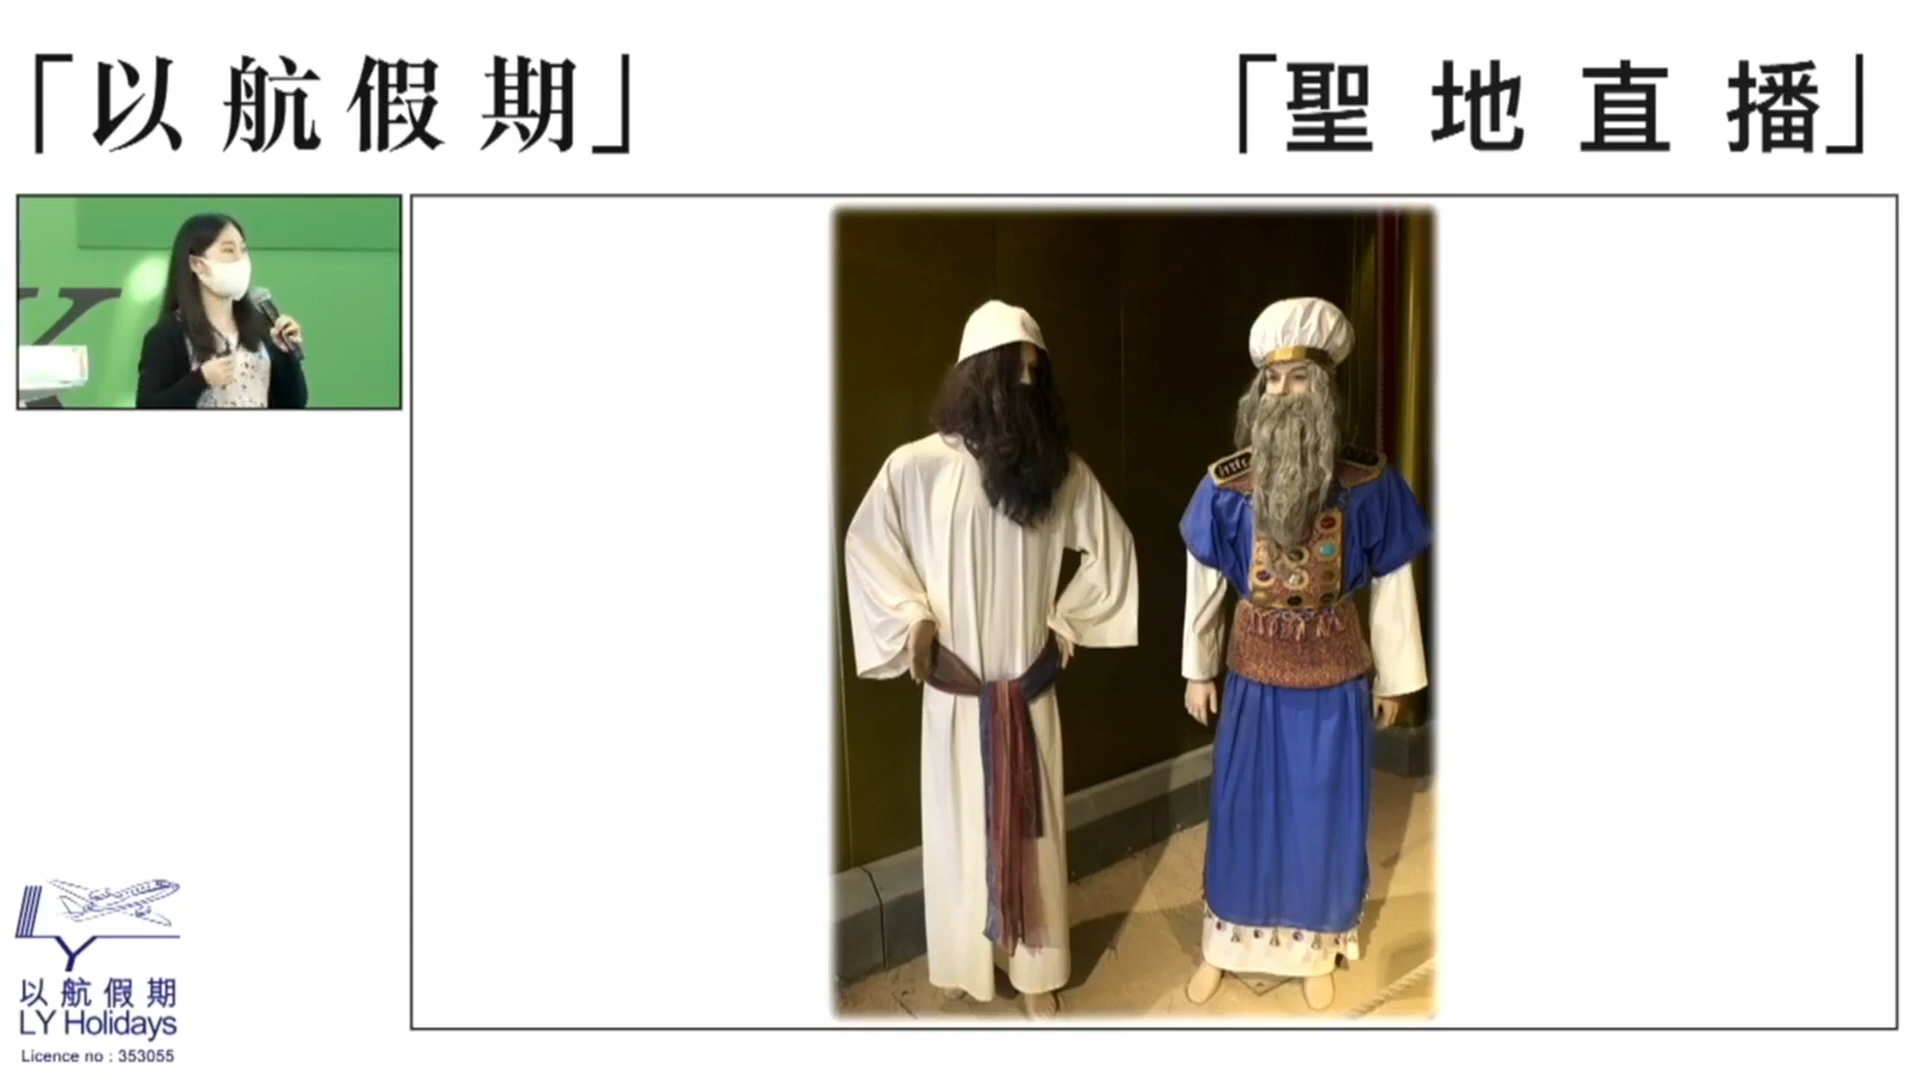 「以航假期」
「聖地直播」
Y
以航假期
LY Holidays
Licence no : 353055